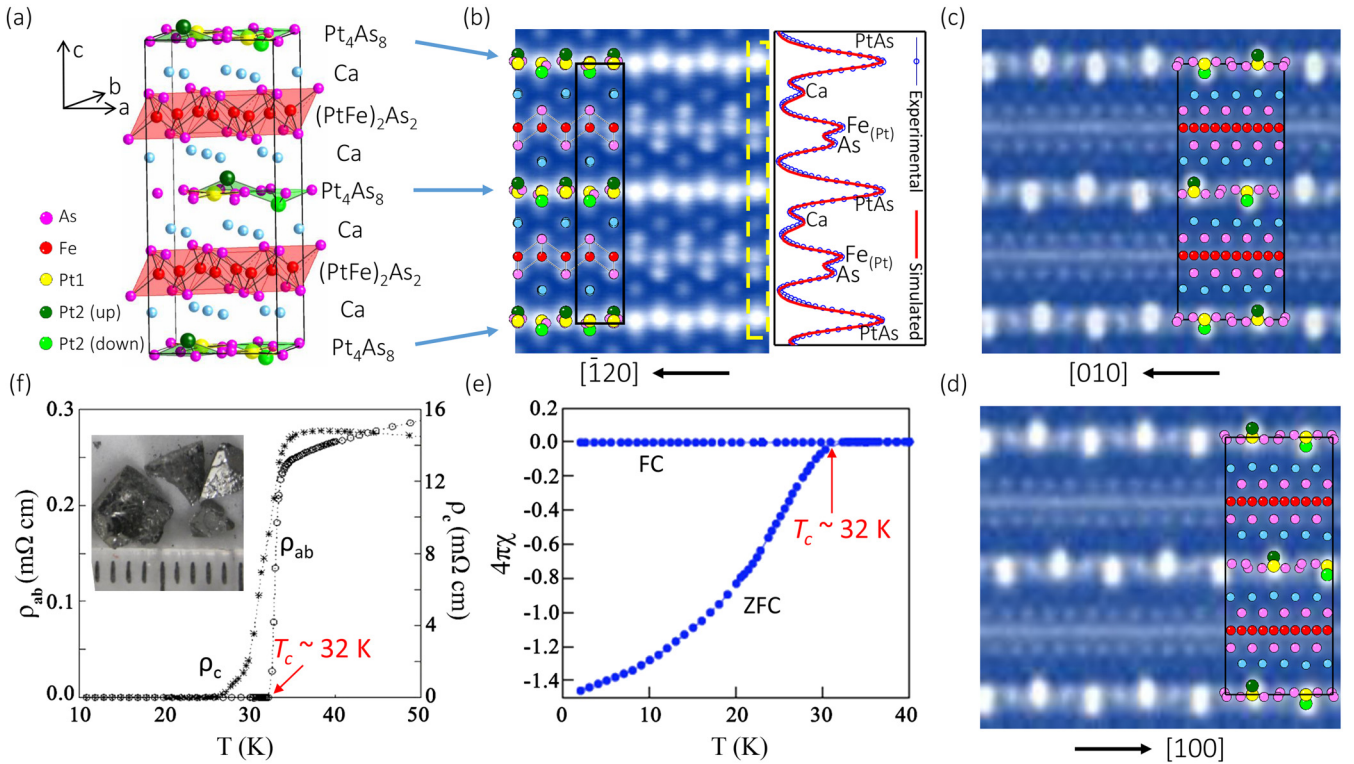 (a)
c
b
a
Pt₄As₈
Ca
(PtFe)₂As₂
Ca
Pt₄As₈
Ca
(PtFe)₂As₂
Ca
Pt₄As₈
As
Fe
Pt1
Pt2 (up)
Pt2 (down)
(b)
[1̄20]
PtAs
Ca
Fe(Pt)
As
PtAs
Ca
Fe(Pt)
As
PtAs
Experimental
Simulated
(c)
[010]
(f)
0.3
0.2
0.1
0.0
ρab (mΩ cm)
16
12
8
4
0
ρc (mΩ cm)
ρab
ρc
Tc ~ 32 K
10 20 30 40 50
T (K)
(e)
0.2
0.0
-0.2
-0.4
-0.6
-0.8
-1.0
-1.2
-1.4
4πχ
FC
ZFC
Tc ~ 32 K
0 10 20 30 40
T (K)
(d)
[100]